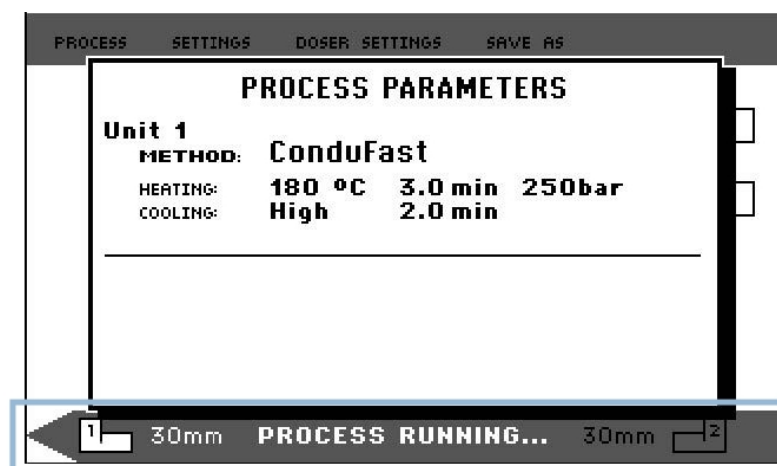 PROCESS SETTINGS DOSER SETTINGS SAVE AS
PROCESS PARAMETERS
Unit 1
METHOD: ConduFast
HEATING: 180 ºC 3.0 min 250bar
COOLING: High 2.0 min
1 30mm PROCESS RUNNING... 30mm 2